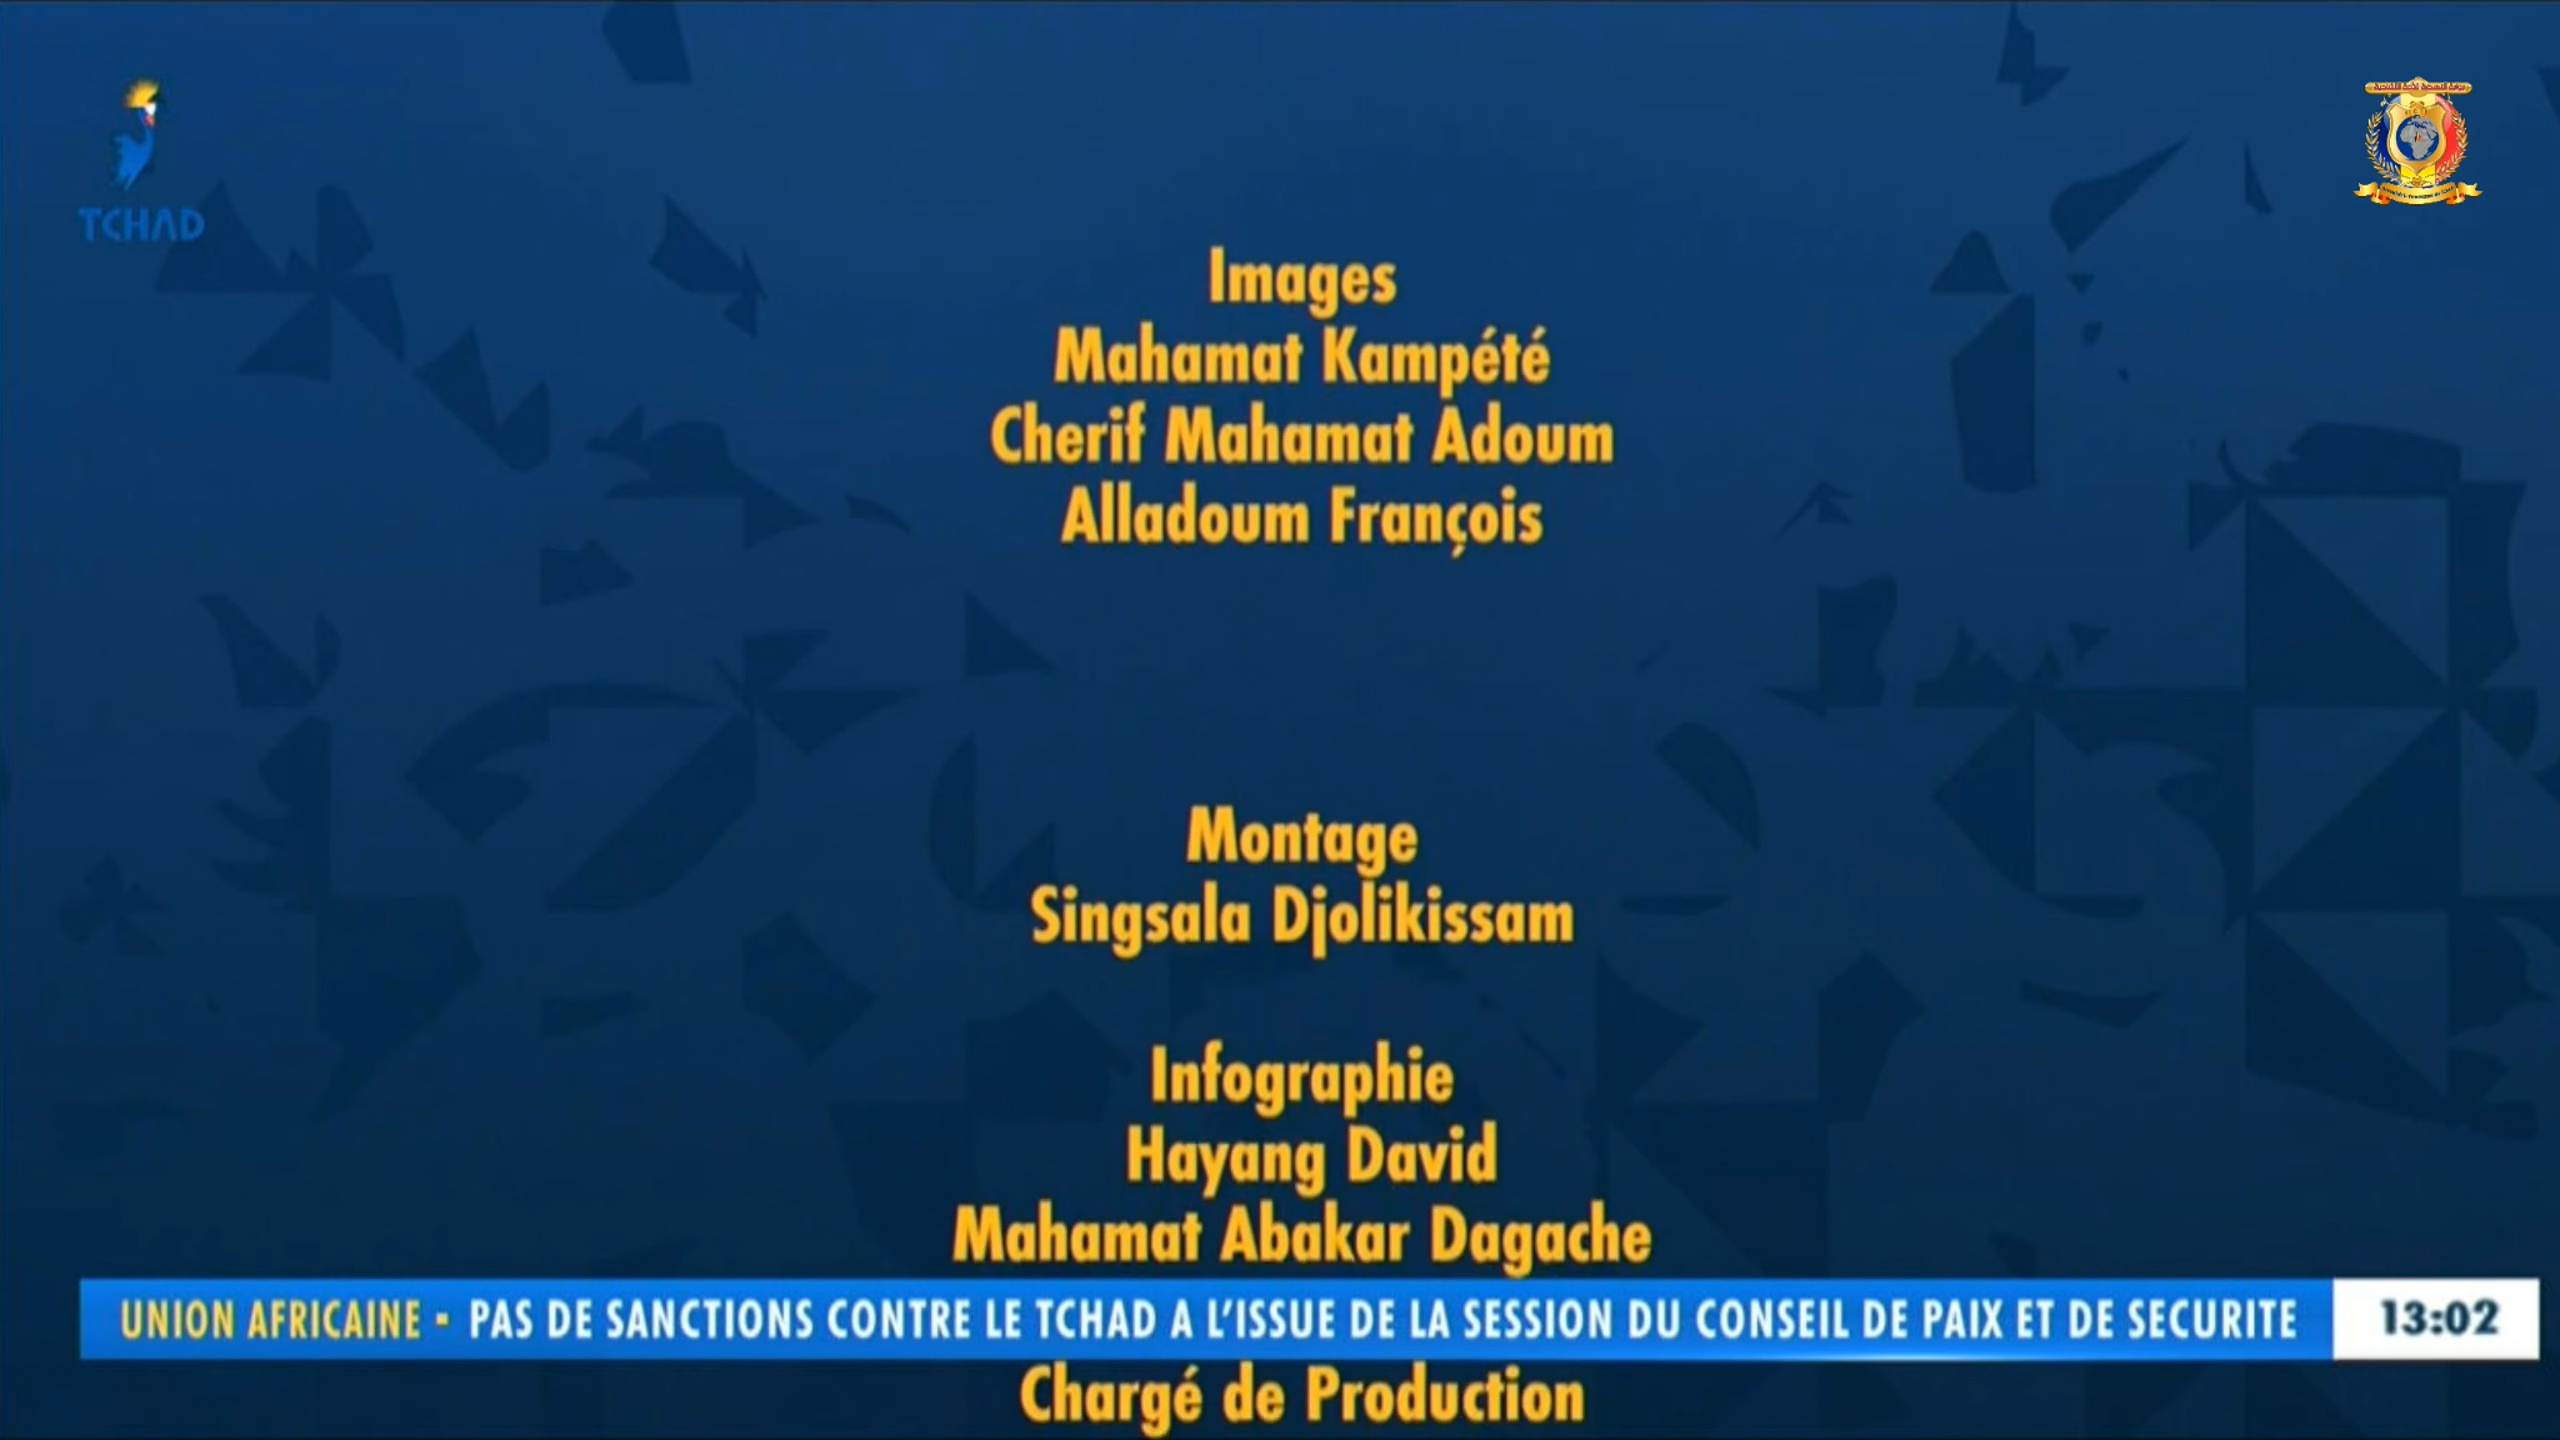 TCHAD
Images
Mahamat Kampété
Cherif Mahamat Adoum
Alladoum François
Montage
Singsala Djolikissam
Infographie
Hayang David
Mahamat Abakar Dagache
UNION AFRICAINE - PAS DE SANCTIONS CONTRE LE TCHAD A L'ISSUE DE LA SESSION DU CONSEIL DE PAIX ET DE SECURITE
13:02
Chargé de Production